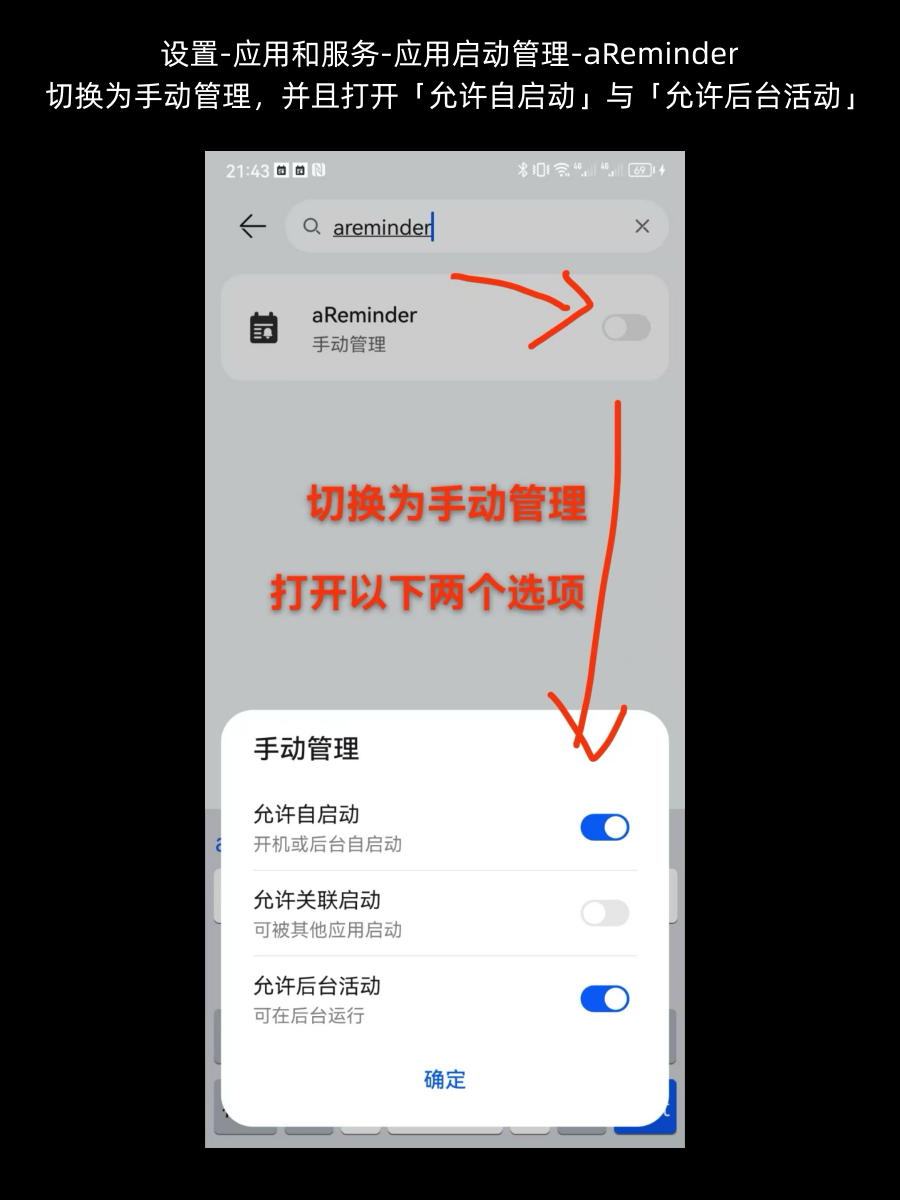 设置-应用和服务-应用启动管理-aReminder
切换为手动管理，并且打开「允许自启动」与「允许后台活动」
21:43
4G
4G
69
areminder
aReminder
手动管理
切换为手动管理
打开以下两个选项
手动管理
允许自启动
开机或后台自启动
允许关联启动
可被其他应用启动
允许后台活动
可在后台运行
确定